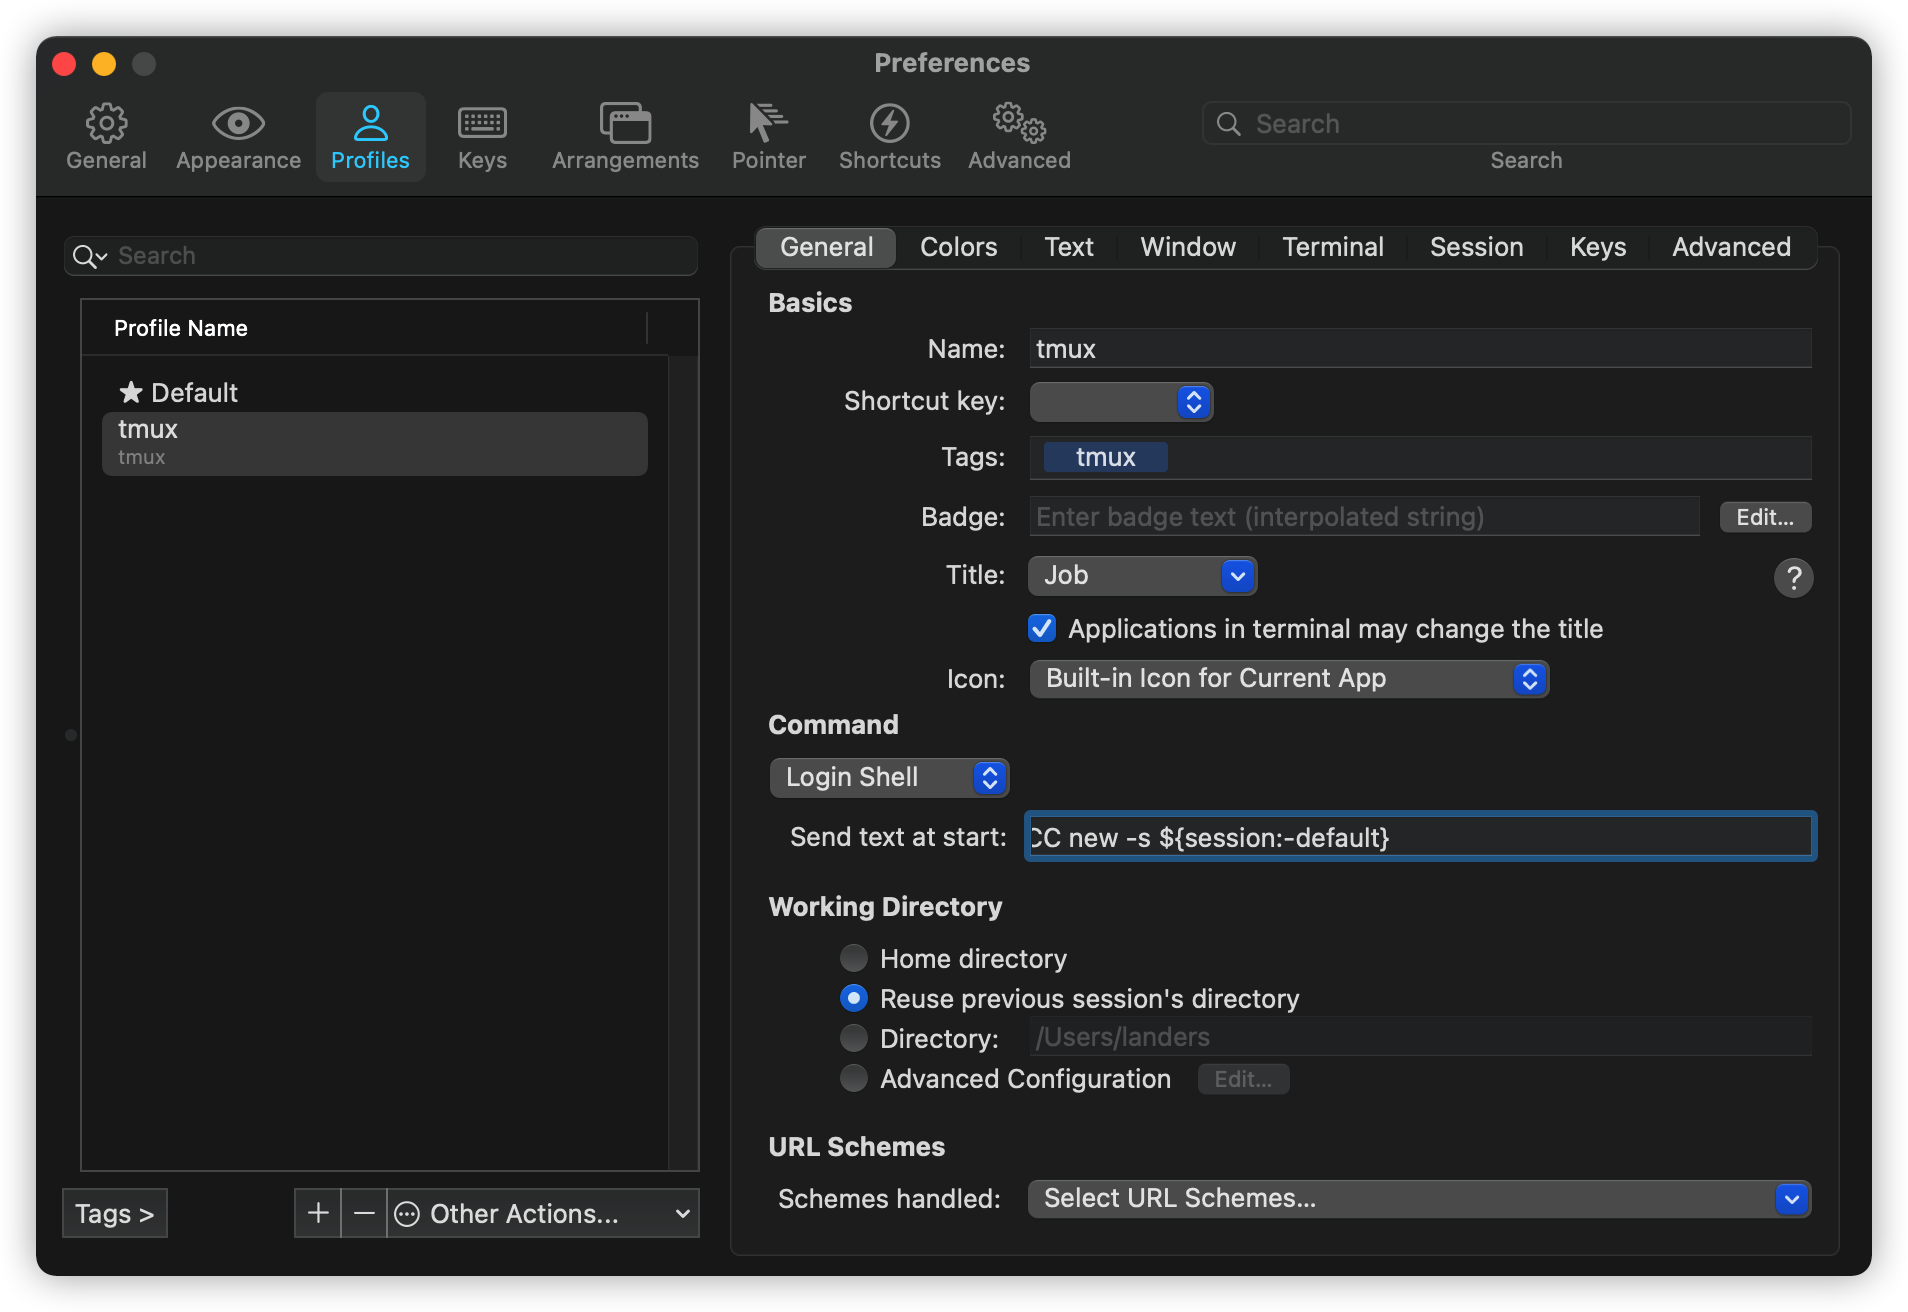 Preferences
General
Appearance
Profiles
Keys
Arrangements
Pointer
Shortcuts
Advanced
Search
Search
Search
Profile Name
★ Default
tmux
tmux
Tags >
+
−
Other Actions...
General
Colors
Text
Window
Terminal
Session
Keys
Advanced
Basics
Name: tmux
Shortcut key:
Tags: tmux
Badge: Enter badge text (interpolated string) Edit...
Title: Job
?
Applications in terminal may change the title
Icon: Built-in Icon for Current App
Command
Login Shell
Send text at start: CC new -s ${session:-default}
Working Directory
Home directory
Reuse previous session's directory
Directory: /Users/landers
Advanced Configuration Edit...
URL Schemes
Schemes handled: Select URL Schemes...